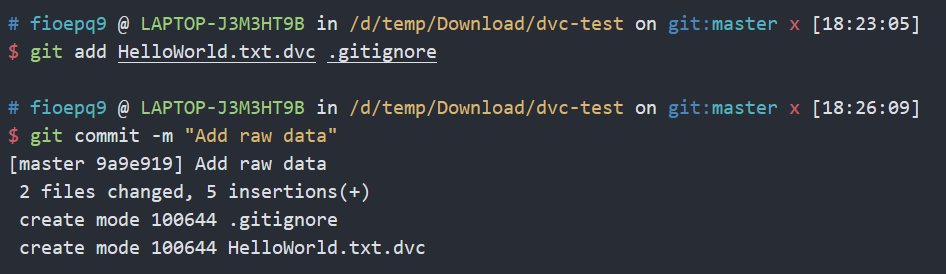 # fioepq9 @ LAPTOP-J3M3HT9B in /d/temp/Download/dvc-test on git:master x [18:23:05]
$ git add HelloWorld.txt.dvc .gitignore
# fioepq9 @ LAPTOP-J3M3HT9B in /d/temp/Download/dvc-test on git:master x [18:26:09]
$ git commit -m "Add raw data"
[master 9a9e919] Add raw data
 2 files changed, 5 insertions(+)
 create mode 100644 .gitignore
 create mode 100644 HelloWorld.txt.dvc